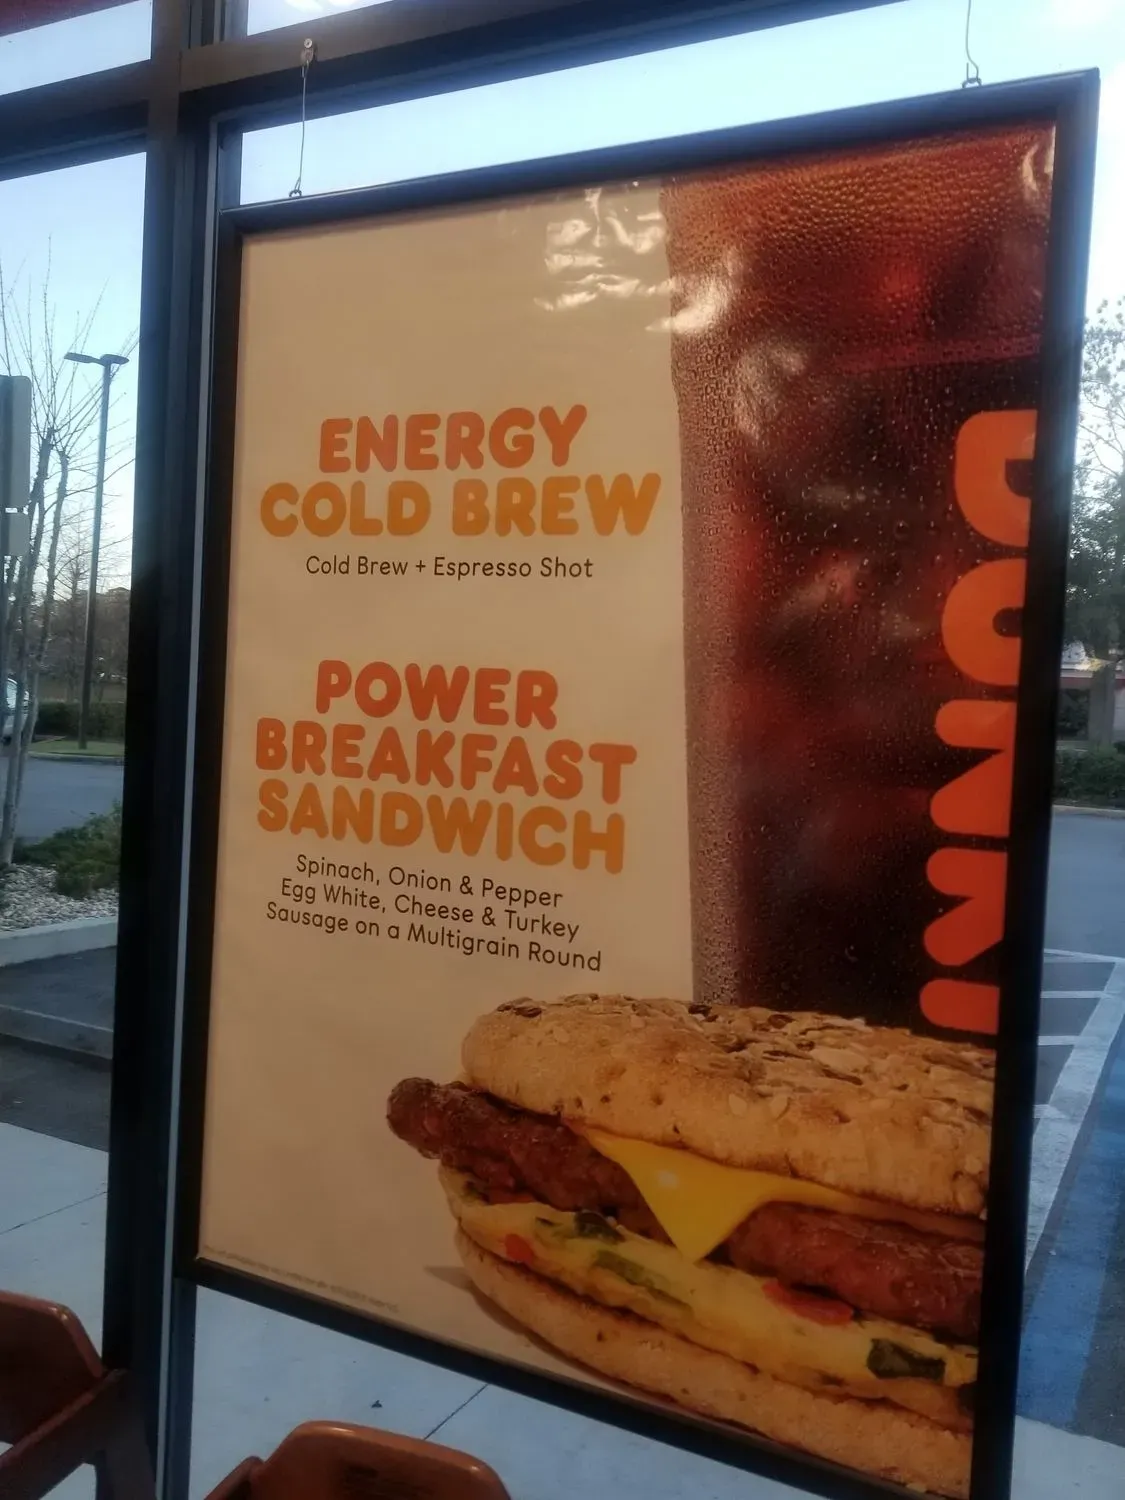 ENERGY
COLD BREW
Cold Brew + Espresso Shot
POWER
BREAKFAST
SANDWICH
Spinach, Onion & Pepper
Egg White, Cheese & Turkey
Sausage on a Multigrain Round
DUNNI